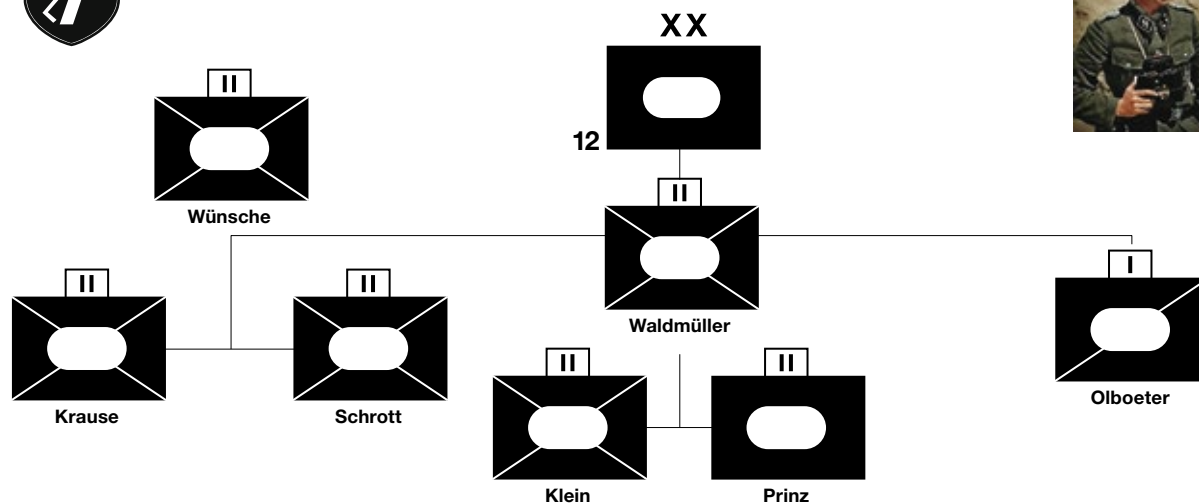 XX
12
II
Wünsche
II
Waldmüller
II
Krause
II
Schrott
I
Olboeter
II
Klein
II
Prinz